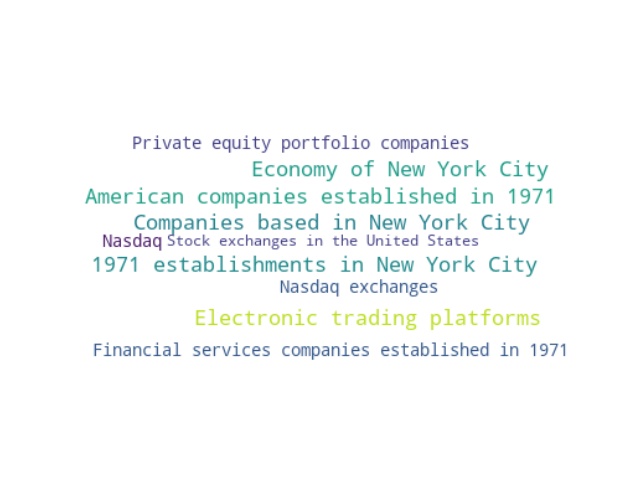 Private equity portfolio companies
Economy of New York City
American companies established in 1971
Companies based in New York City
Nasdaq Stock exchanges in the United States
1971 establishments in New York City
Nasdaq exchanges
Electronic trading platforms
Financial services companies established in 1971